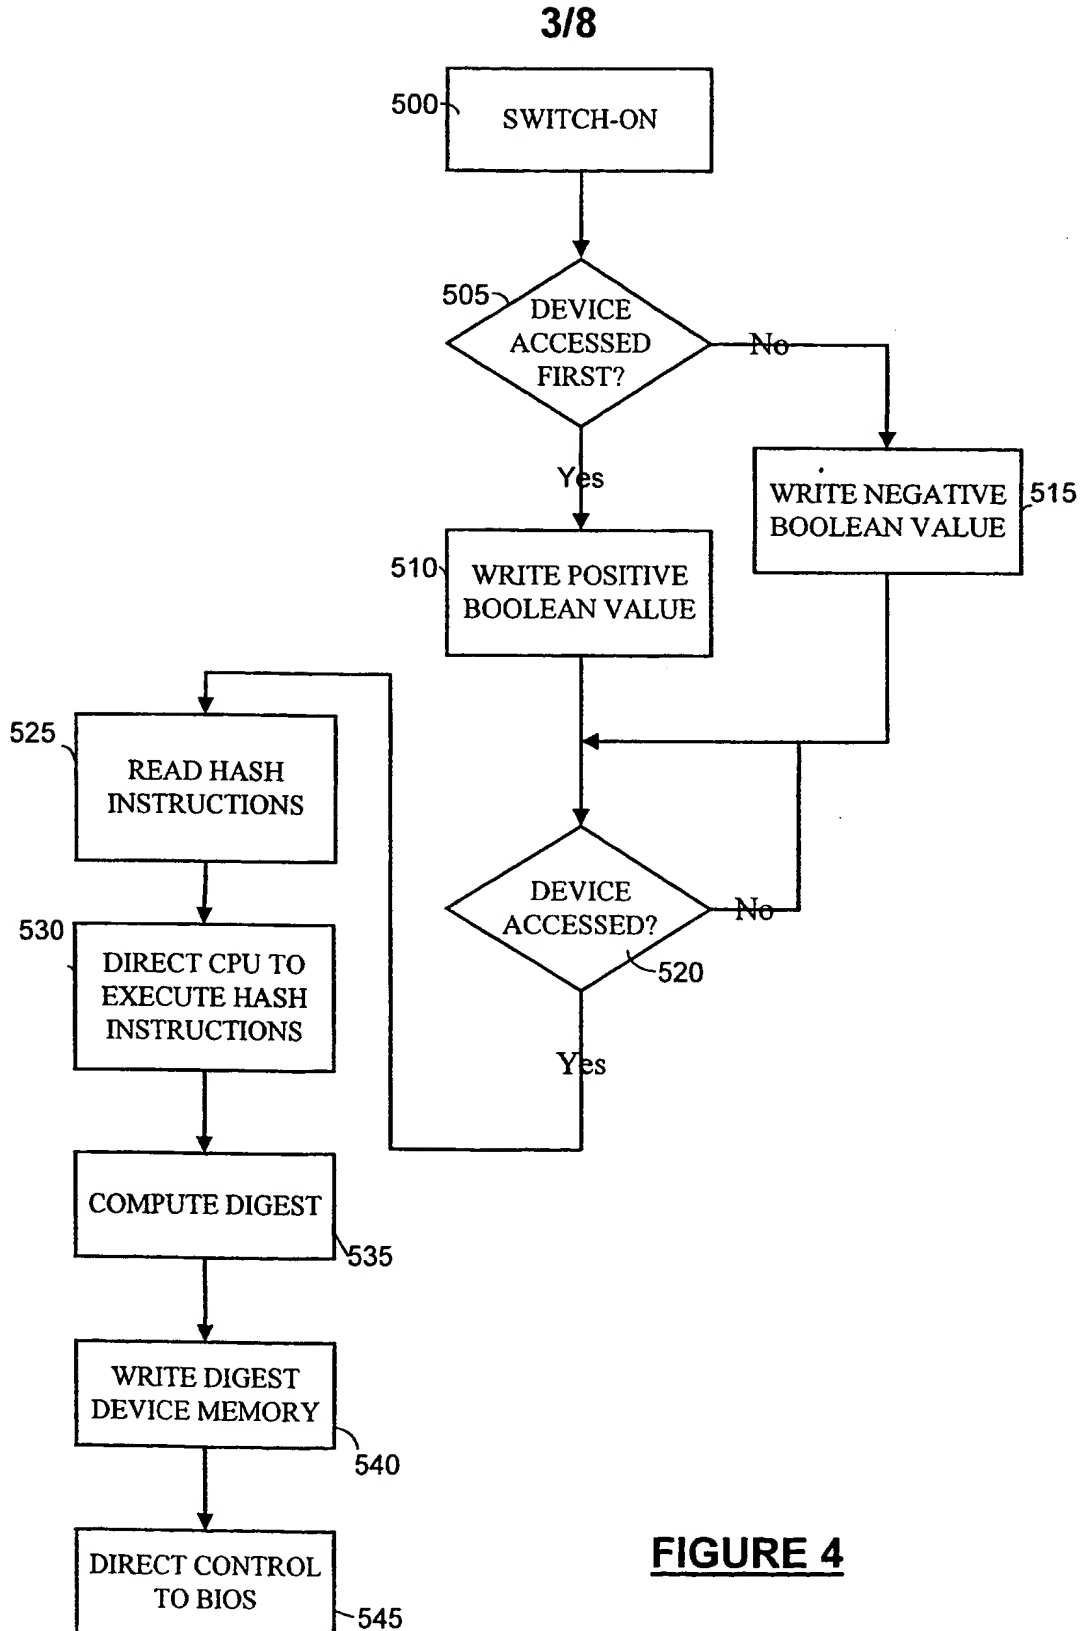 3/8
500
SWITCH-ON
505
DEVICE
ACCESSED
FIRST?
No
Yes
WRITE NEGATIVE
BOOLEAN VALUE
515
510
WRITE POSITIVE
BOOLEAN VALUE
525
READ HASH
INSTRUCTIONS
DEVICE
ACCESSED?
No
520
530
DIRECT CPU TO
EXECUTE HASH
INSTRUCTIONS
Yes
COMPUTE DIGEST
535
WRITE DIGEST
DEVICE MEMORY
540
DIRECT CONTROL
TO BIOS
545
FIGURE 4